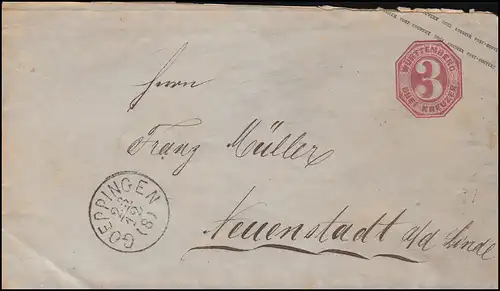 WÜRTTEMBERG
3
DREI KREUZER
Herrn
Franz Müller
GOEPPINGEN
Neuenstadt a/d Linde